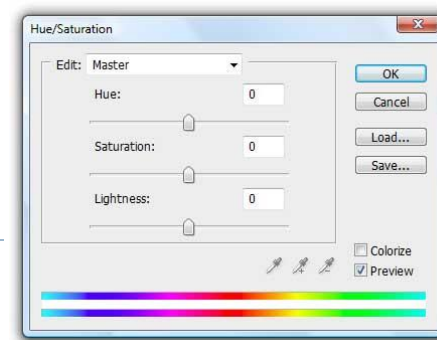 Hue/Saturation
Edit: Master
OK
Hue: 0
Cancel
Load...
Saturation: 0
Save...
Lightness: 0
Colorize
Preview